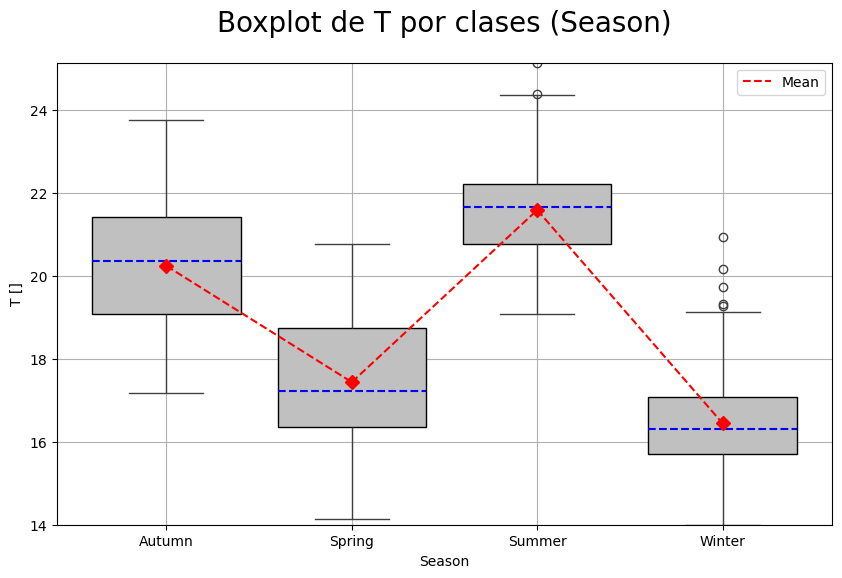 Boxplot de T por clases (Season)
Mean
24
22
20
18
16
14
T []
Autumn Spring Summer Winter
Season